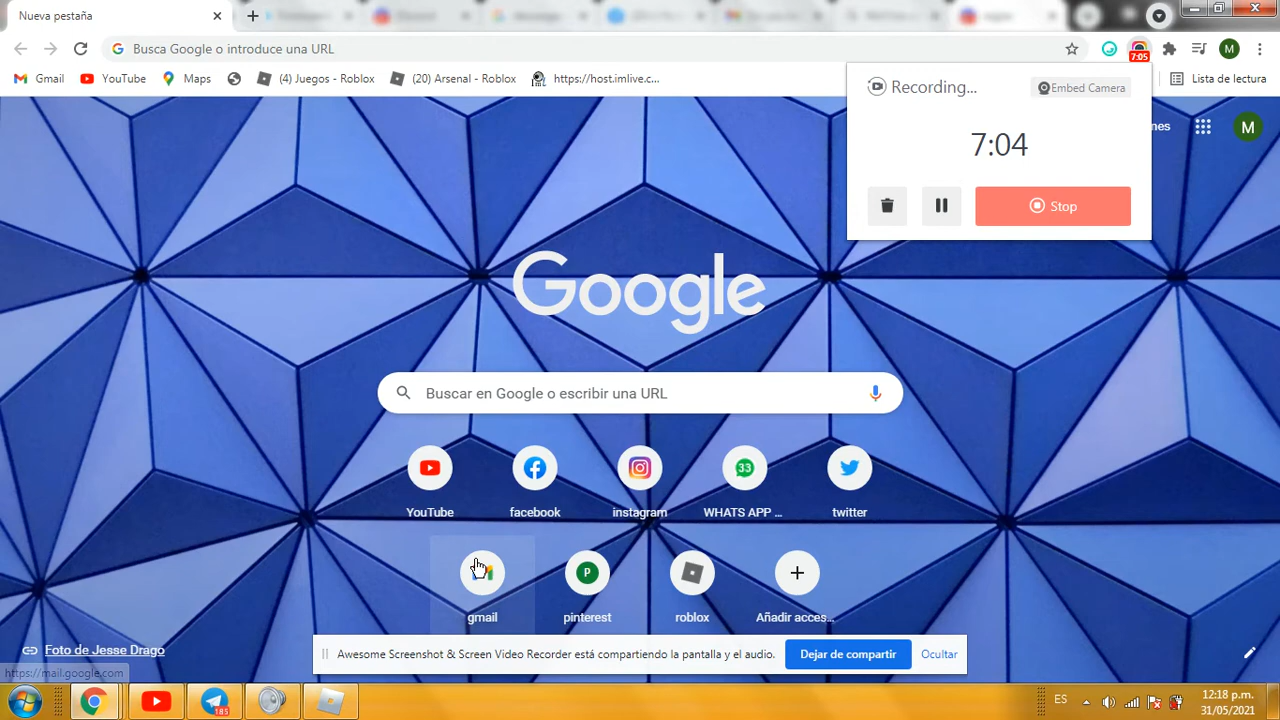 Nueva pestaña
Busca Google o introduce una URL
7:05
M
Gmail
YouTube
Maps
(4) Juegos - Roblox
(20) Arsenal - Roblox
https://host.imlive.c...
Lista de lectura
Recording...
Embed Camera
7:04
Stop
nes
M
Google
Buscar en Google o escribir una URL
33
YouTube
facebook
instagram
WHATS APP ...
twitter
P
gmail
pinterest
roblox
Añadir acces...
Foto de Jesse Drago
Awesome Screenshot & Screen Video Recorder está compartiendo la pantalla y el audio.
Dejar de compartir
Ocultar
https://mail.google.com
185
ES
12:18 p.m.
31/05/2021